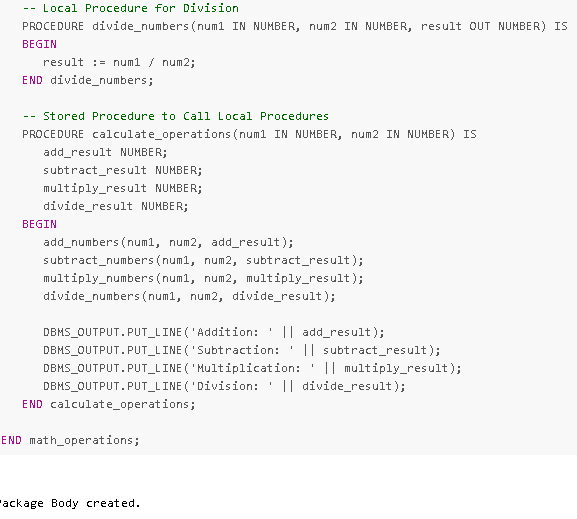 -- Local Procedure for Division
PROCEDURE divide_numbers(num1 IN NUMBER, num2 IN NUMBER, result OUT NUMBER) IS
BEGIN
result := num1 / num2;
END divide_numbers;
-- Stored Procedure to Call Local Procedures
PROCEDURE calculate_operations(num1 IN NUMBER, num2 IN NUMBER) IS
add_result NUMBER;
subtract_result NUMBER;
multiply_result NUMBER;
divide_result NUMBER;
BEGIN
add_numbers(num1, num2, add_result);
subtract_numbers(num1, num2, subtract_result);
multiply_numbers(num1, num2, multiply_result);
divide_numbers(num1, num2, divide_result);
DBMS_OUTPUT.PUT_LINE('Addition: ' || add_result);
DBMS_OUTPUT.PUT_LINE('Subtraction: ' || subtract_result);
DBMS_OUTPUT.PUT_LINE('Multiplication: ' || multiply_result);
DBMS_OUTPUT.PUT_LINE('Division: ' || divide_result);
END calculate_operations;
END math_operations;
Package Body created.